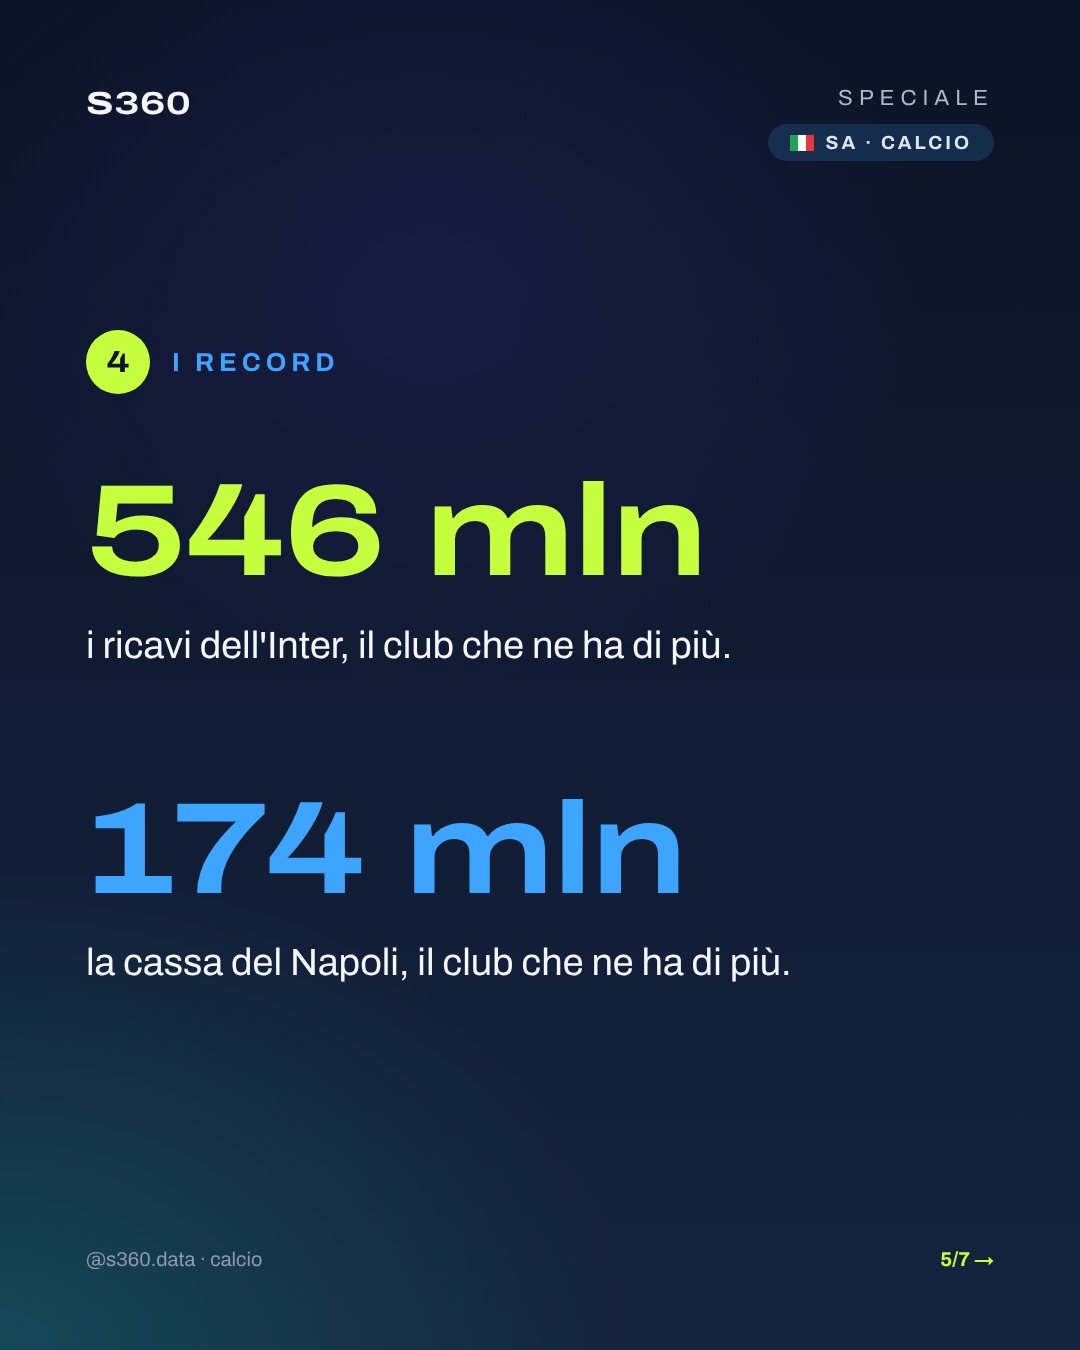 S360
SPECIALE
SA · CALCIO
4
I RECORD
546 mln
i ricavi dell'Inter, il club che ne ha di più.
174 mln
la cassa del Napoli, il club che ne ha di più.
@s360.data · calcio
5/7 →